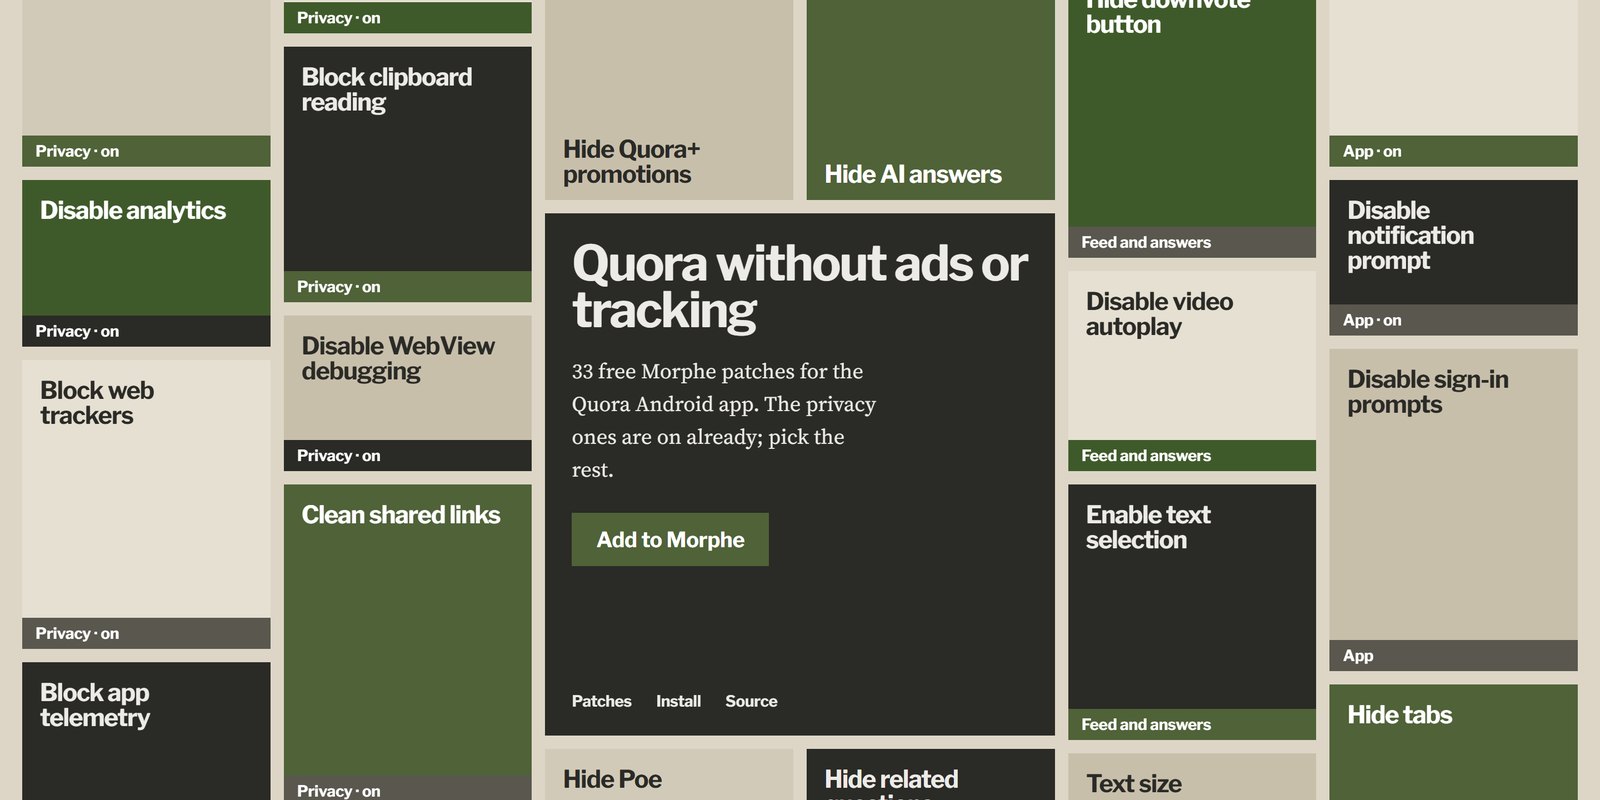 Privacy · on
Disable analytics
Privacy · on
Block web
trackers
Privacy · on
Block app
telemetry
Privacy · on
Block clipboard
reading
Privacy · on
Disable WebView
debugging
Privacy · on
Clean shared links
Privacy · on
Hide Quora+
promotions
Hide AI answers
Quora without ads or
tracking
33 free Morphe patches for the
Quora Android app. The privacy
ones are on already; pick the
rest.
Add to Morphe
Patches Install Source
Hide Poe
Hide related
Hide downvote
button
Feed and answers
Disable video
autoplay
Feed and answers
Enable text
selection
Feed and answers
Text size
App · on
Disable
notification
prompt
App · on
Disable sign-in
prompts
App
Hide tabs